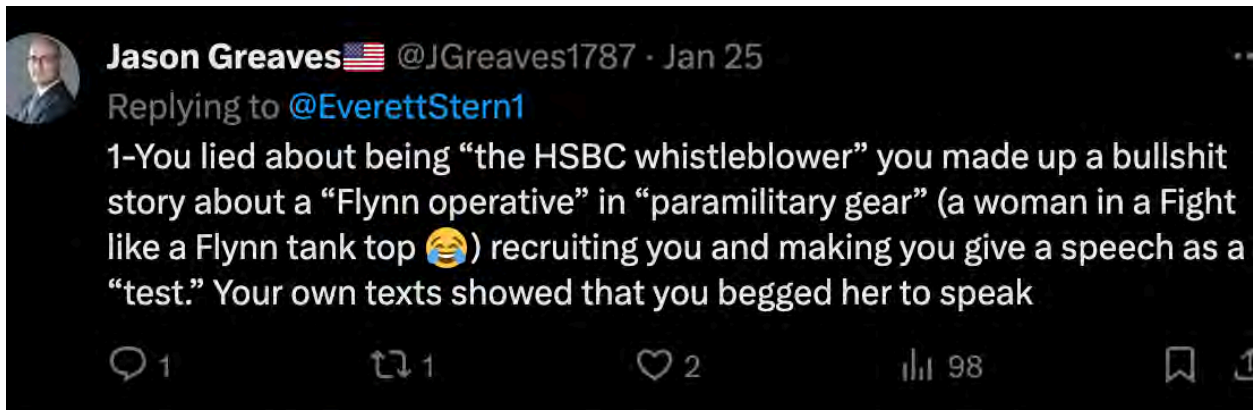 Jason Greaves🇺🇸 @JGreaves1787 · Jan 25
Replying to @EverettStern1
1-You lied about being “the HSBC whistleblower” you made up a bullshit
story about a “Flynn operative” in “paramilitary gear” (a woman in a Fight
like a Flynn tank top 😂) recruiting you and making you give a speech as a
“test.” Your own texts showed that you begged her to speak
1 1 2 98